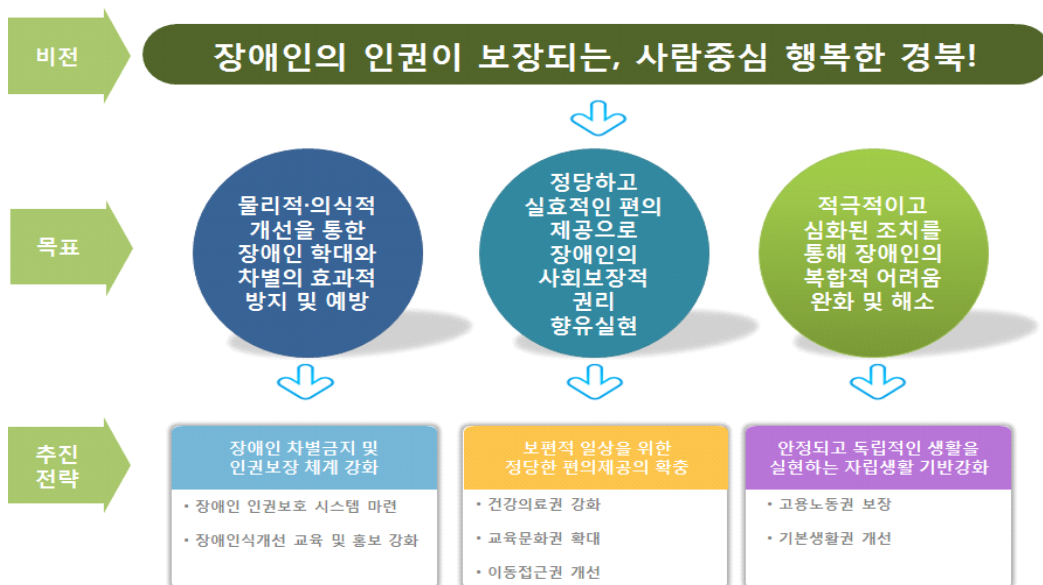 비전
장애인의 인권이 보장되는, 사람중심 행복한 경북!
목표
물리적·의식적
개선을 통한
장애인 학대와
차별의 효과적
방지 및 예방
정당하고
실효적인 편의
제공으로
장애인의
사회보장적
권리
향유실현
적극적이고
심화된 조치를
통해 장애인의
복합적 어려움
완화 및 해소
추진
전략
장애인 차별금지 및
인권보장 체계 강화
• 장애인 인권보호 시스템 마련
• 장애인식개선 교육 및 홍보 강화
보편적 일상을 위한
정당한 편의제공의 확충
• 건강의료권 강화
• 교육문화권 확대
• 이동접근권 개선
안정되고 독립적인 생활을
실현하는 자립생활 기반강화
• 고용노동권 보장
• 기본생활권 개선